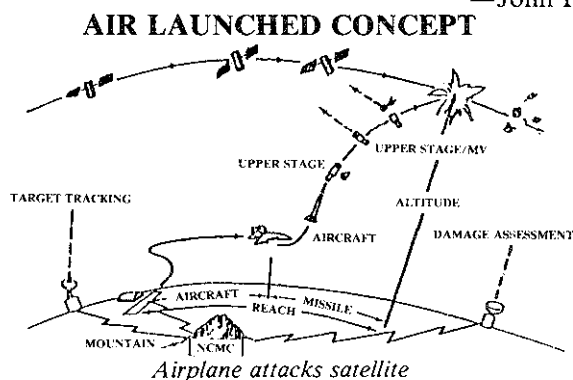 —John
AIR LAUNCHED CONCEPT
UPPER STAGE/MV
UPPER STAGE
TARGET TRACKING
ALTITUDE
AIRCRAFT
DAMAGE ASSESSMENT
AIRCRAFT
MISSILE
REACH
MOUNTAIN
NCMC
Airplane attacks satellite